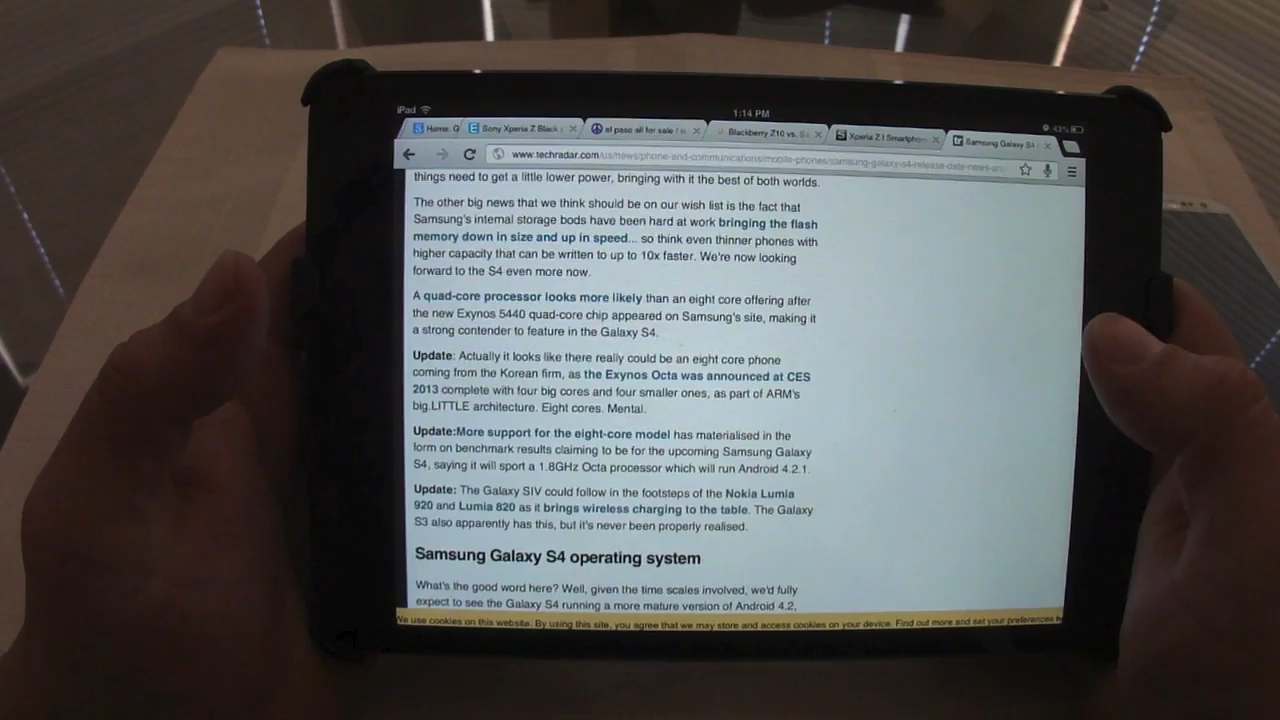 iPad
1:14 PM
43%
Home: G
Sony Xperia Z Black
el paso all for sale /
Blackberry Z10 vs. S
Xperia Z | Smartphon
Samsung Galaxy S4
www.techradar.com/us/news/phone-and-communications/mobile-phones/samsung-galaxy-s4-release-date-news-an
things need to get a little lower power, bringing with it the best of both worlds.
The other big news that we think should be on our wish list is the fact that
Samsung's internal storage bods have been hard at work bringing the flash
memory down in size and up in speed... so think even thinner phones with
higher capacity that can be written to up to 10x faster. We're now looking
forward to the S4 even more now.
A quad-core processor looks more likely than an eight core offering after
the new Exynos 5440 quad-core chip appeared on Samsung's site, making it
a strong contender to feature in the Galaxy S4.
Update: Actually it looks like there really could be an eight core phone
coming from the Korean firm, as the Exynos Octa was announced at CES
2013 complete with four big cores and four smaller ones, as part of ARM's
big.LITTLE architecture. Eight cores. Mental.
Update:More support for the eight-core model has materialised in the
form on benchmark results claiming to be for the upcoming Samsung Galaxy
S4, saying it will sport a 1.8GHz Octa processor which will run Android 4.2.1.
Update: The Galaxy SIV could follow in the footsteps of the Nokia Lumia
920 and Lumia 820 as it brings wireless charging to the table. The Galaxy
S3 also apparently has this, but it's never been properly realised.
Samsung Galaxy S4 operating system
What's the good word here? Well, given the time scales involved, we'd fully
expect to see the Galaxy S4 running a more mature version of Android 4.2,
We use cookies on this website. By using this site, you agree that we may store and access cookies on your device. Find out more and set your preferences h